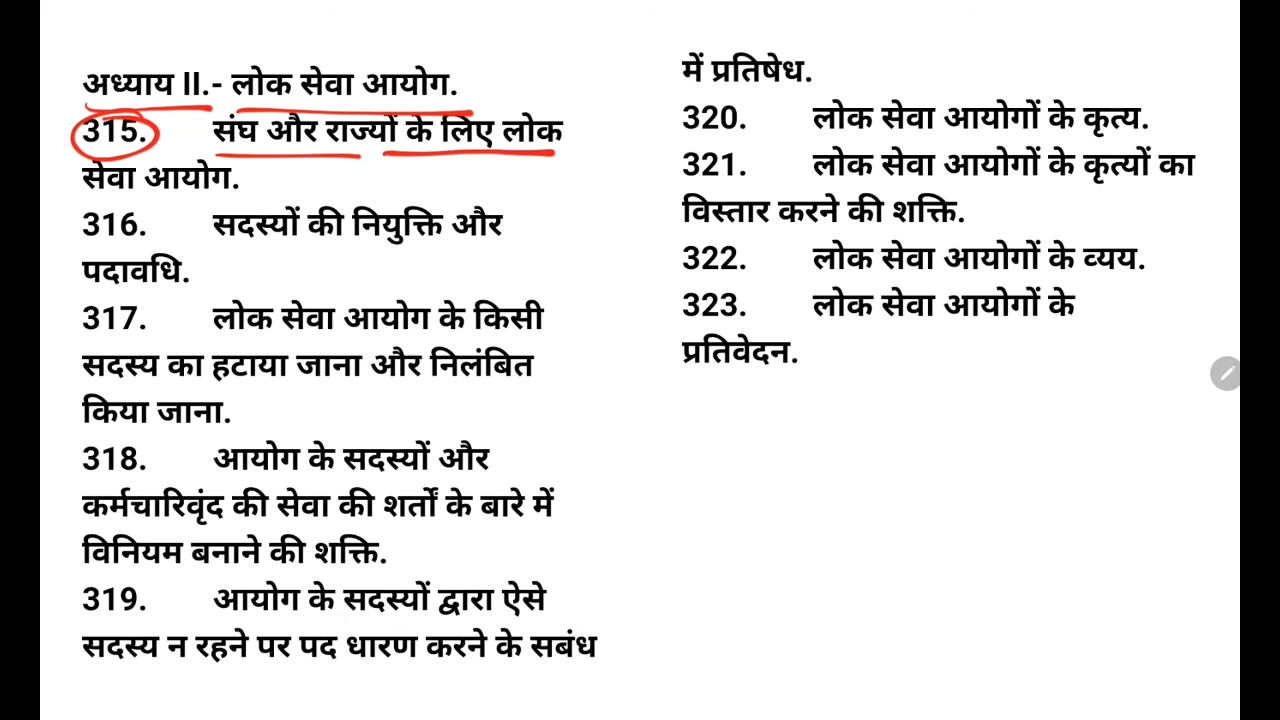 अध्याय II.- लोक सेवा आयोग.
315. संघ और राज्यों के लिए लोक
सेवा आयोग.
316. सदस्यों की नियुक्ति और
पदावधि.
317. लोक सेवा आयोग के किसी
सदस्य का हटाया जाना और निलंबित
किया जाना.
318. आयोग के सदस्यों और
कर्मचारिवृंद की सेवा की शर्तों के बारे में
विनियम बनाने की शक्ति.
319. आयोग के सदस्यों द्वारा ऐसे
सदस्य न रहने पर पद धारण करने के सबंध
में प्रतिषेध.
320. लोक सेवा आयोगों के कृत्य.
321. लोक सेवा आयोगों के कृत्यों का
विस्तार करने की शक्ति.
322. लोक सेवा आयोगों के व्यय.
323. लोक सेवा आयोगों के
प्रतिवेदन.